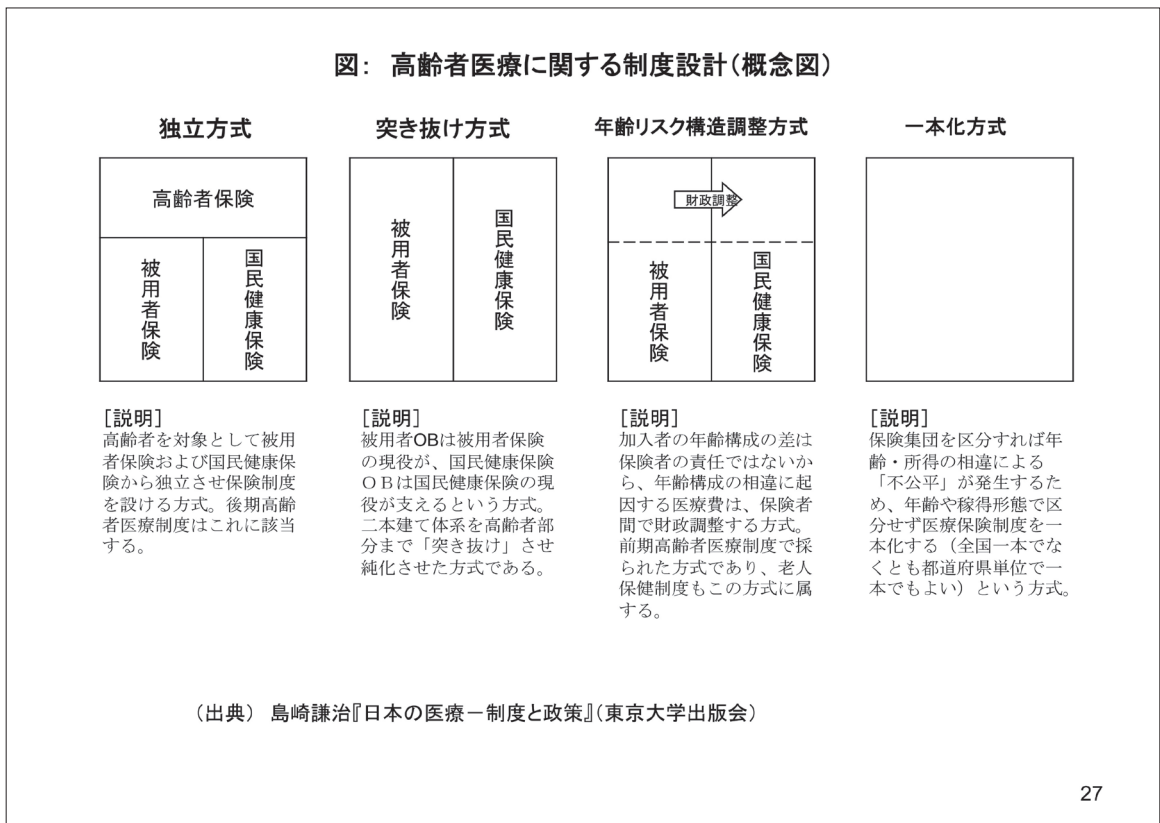 図： 高齢者医療に関する制度設計（概念図）
独立方式
高齢者保険
被用者保険
国民健康保険
［説明］
高齢者を対象として被用
者保険および国民健康保
険から独立させ保険制度
を設ける方式。後期高齢
者医療制度はこれに該当
する。
突き抜け方式
被用者保険
国民健康保険
［説明］
被用者OBは被用者保険
の現役が、国民健康保険
ＯＢは国民健康保険の現
役が支えるという方式。
二本建て体系を高齢者部
分まで「突き抜け」させ
純化させた方式である。
年齢リスク構造調整方式
財政調整
被用者保険
国民健康保険
［説明］
加入者の年齢構成の差は
保険者の責任ではないか
ら、年齢構成の相違に起
因する医療費は、保険者
間で財政調整する方式。
前期高齢者医療制度で採
られた方式であり、老人
保健制度もこの方式に属
する。
一本化方式
［説明］
保険集団を区分すれば年
齢・所得の相違による
「不公平」が発生するた
め、年齢や稼得形態で区
分せず医療保険制度を一
本化する（全国一本でな
くとも都道府県単位で一
本でもよい）という方式。
（出典） 島崎謙治『日本の医療－制度と政策』（東京大学出版会）
27